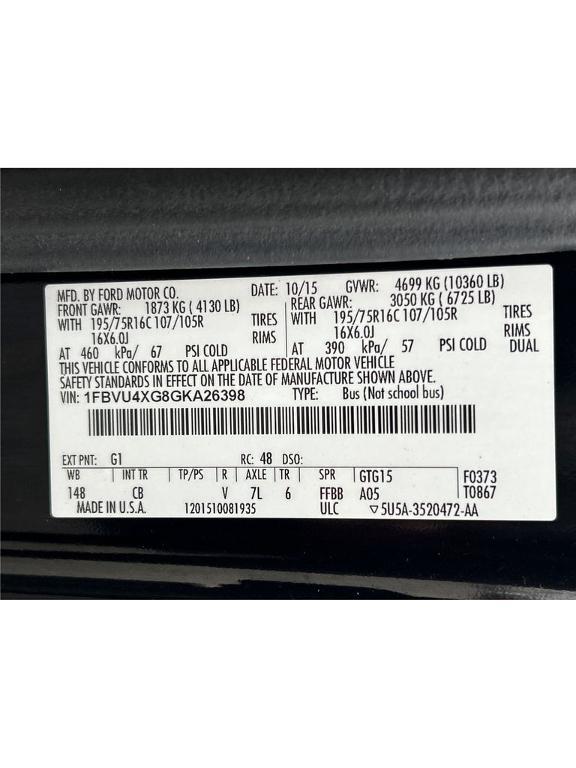 MFD. BY FORD MOTOR CO. DATE: 10/15 GVWR: 4699 KG (10360 LB)
FRONT GAWR: 1873 KG (4130 LB) REAR GAWR: 3050 KG (6725 LB)
WITH 195/75R16C 107/105R TIRES WITH 195/75R16C 107/105R TIRES
16X6.0J RIMS 16X6.0J RIMS
AT 460 kPa/ 67 PSI COLD AT 390 kPa/ 57 PSI COLD DUAL
THIS VEHICLE CONFORMS TO ALL APPLICABLE FEDERAL MOTOR VEHICLE
SAFETY STANDARDS IN EFFECT ON THE DATE OF MANUFACTURE SHOWN ABOVE.
VIN: 1FBVU4XG8GKA26398 TYPE: Bus (Not School Bus)
EXT PNT: G1 RC: 48 DSO:
WB INT TR TP/PS R AXLE TR SPR GTG15 F0373
148 CB V 7L 6 FFBB A05 T0867
MADE IN U.S.A. 1201510081935 ULC ▽5U5A-3520472-AA